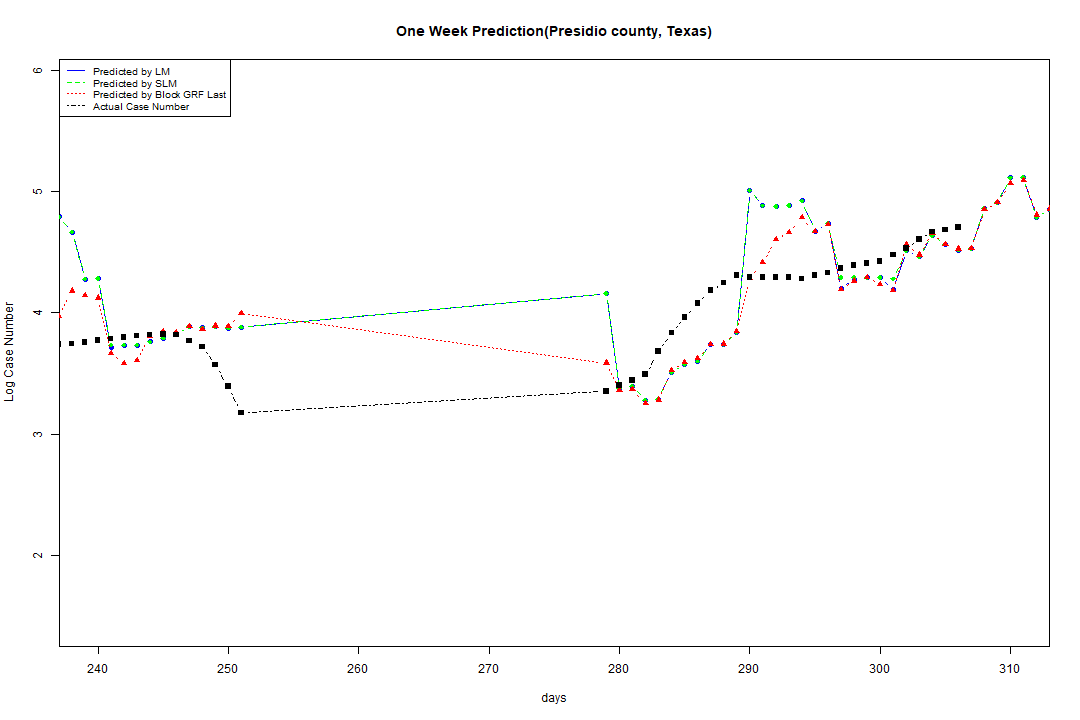 One Week Prediction(Presidio county, Texas)
Predicted by LM
Predicted by SLM
Predicted by Block GRF Last
Actual Case Number
6
5
4
3
2
Log Case Number
240 250 260 270 280 290 300 310
days